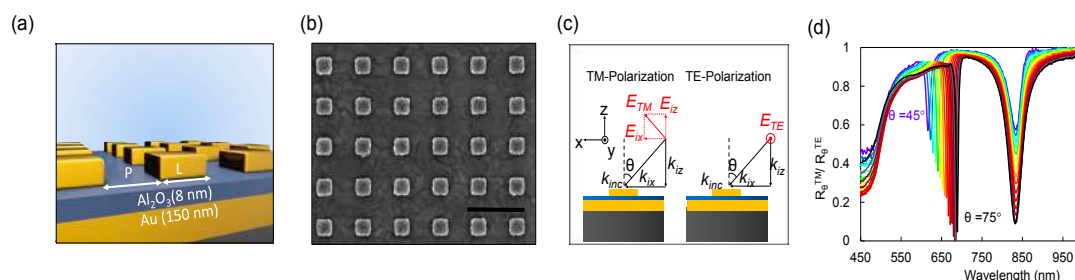 (a)
P
L
Al2O3(8 nm)
Au (150 nm)
(b)
(c)
TM-Polarization
TE-Polarization
ETM
Eiz
Eix
z
x
y
θ
kinc
kix
kiz
ETE
θ
kinc
kix
kiz
(d)
RθTM/ RθTE
1
0.8
0.6
0.4
0.2
0
θ =45°
θ =75°
450
550
650
750
850
950
Wavelength (nm)